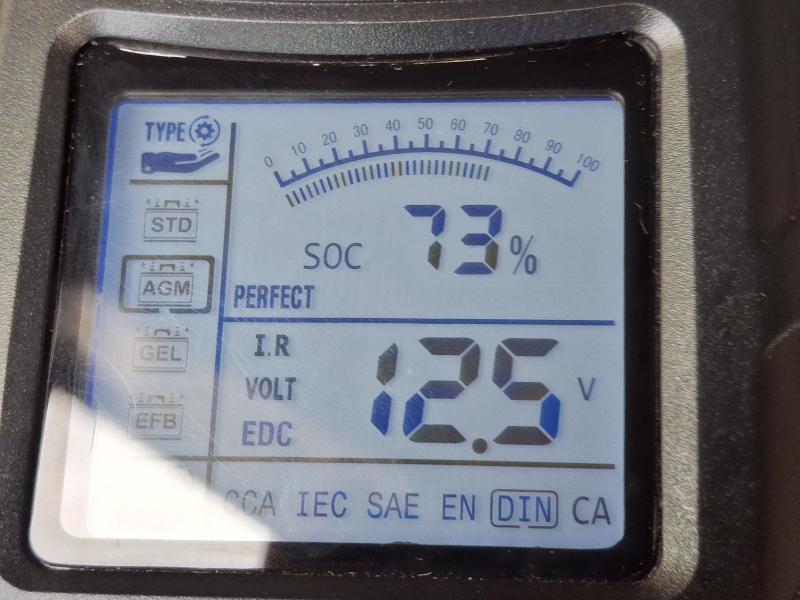 TYPE
0 10 20 30 40 50 60 70 80 90 100
STD
SOC 73%
AGM
PERFECT
GEL
I.R
VOLT 12.5 V
EFB
EDC
CCA IEC SAE EN DIN CA